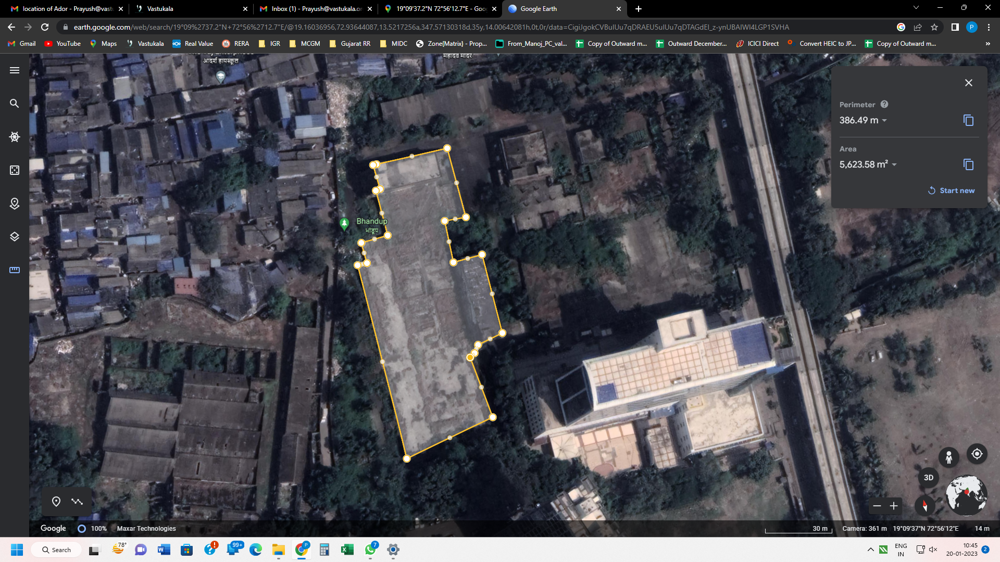 location of Ador - Prayush@vastu
Vastukala
Inbox (1) - Prayush@vastukala.or
19°09'37.2"N 72°56'12.7"E - Goo
Google Earth
earth.google.com/web/search/19°09%2737.2"N+72°56%2712.7"E/@19.16036956,72.93644087,13.5217256a,347.57130318d,35y,14.00642081h,0t,0r/data=CigiJgokCVBuIUu7qDRAEU5uIUu7qDTAGdEI_z-ynUBAIWI4LGP1SVHA
P
Gmail
YouTube
Maps
Vastukala
Real Value
RERA
IGR
MCGM
Gujarat RR
MIDC
Zone{Matrix} - Prop...
From_Manoj_PC_val...
Copy of Outward m...
Outward December...
ICICI Direct
Convert HEIC to JP...
Copy of Outward m...
»
आदर्श हायस्कूल
महादेव मंदिर
Perimeter
386.49 m
Area
5,623.58 m²
Start new
Bhandup
भांडूप
3D
Google
100%
Maxar Technologies
30 m
Camera: 361 m
19°09'37"N 72°56'12"E
14 m
Search
78°
99+
P
7
ENG
IN
10:45
20-01-2023
2